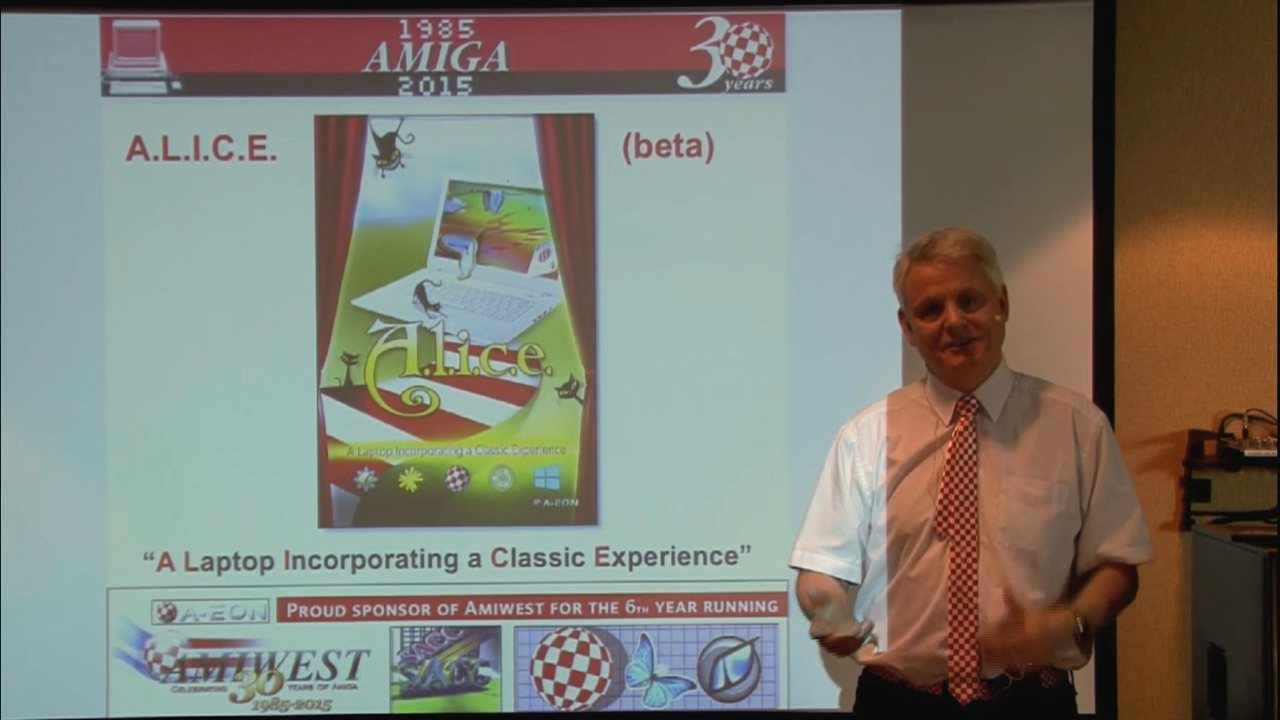 1985
AMIGA
2015
30
years
A.L.I.C.E.
(beta)
A.l.i.c.e.
A Laptop Incorporating a Classic Experience
A-EON
“A Laptop Incorporating a Classic Experience”
A-EON
PROUD SPONSOR OF AMIWEST FOR THE 6TH YEAR RUNNING
AMIWEST
CELEBRATING 30 YEARS OF AMIGA
1985-2015
SACC